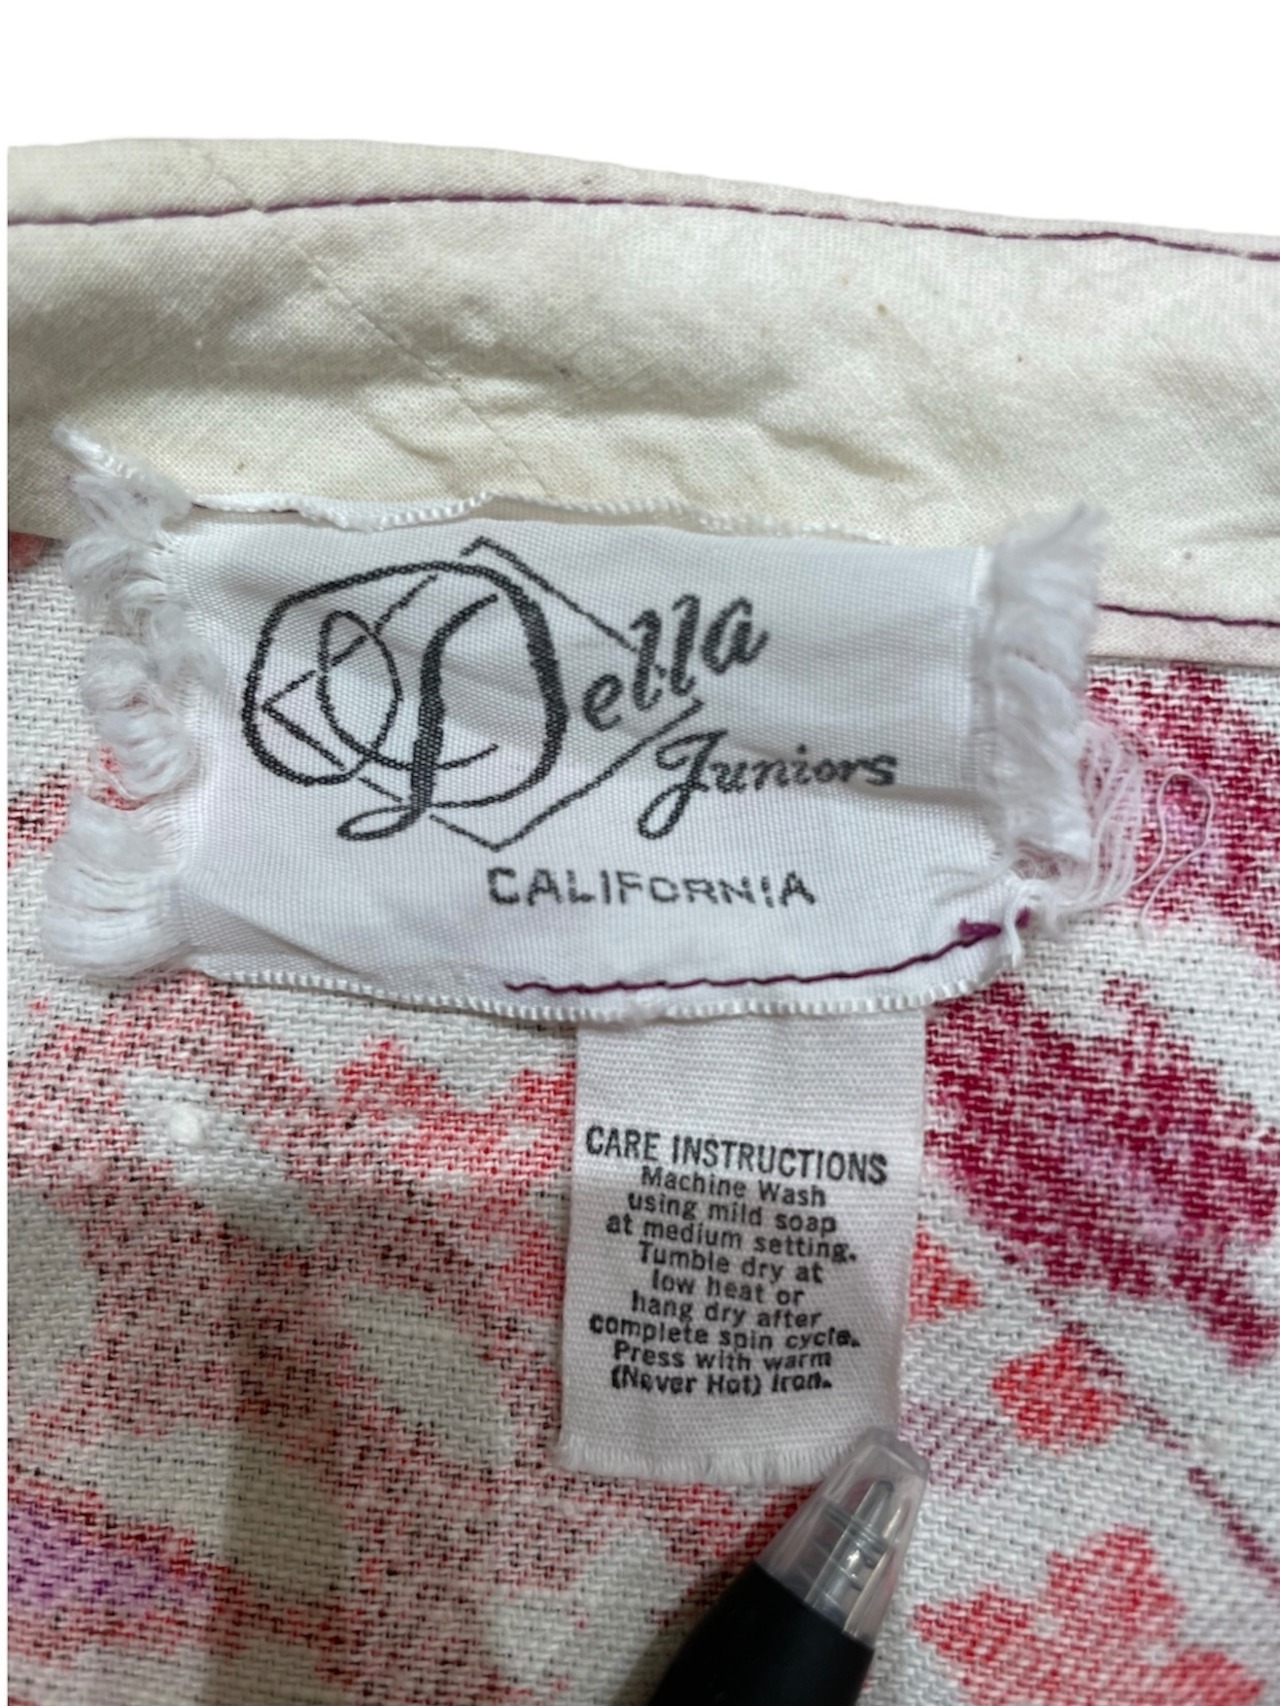 Della
Juniors
CALIFORNIA
CARE INSTRUCTIONS
Machine Wash
using mild soap
at medium setting.
Tumble dry at
low heat or
hang dry after
complete spin cycle.
Press with warm
(Never Hot) Iron.